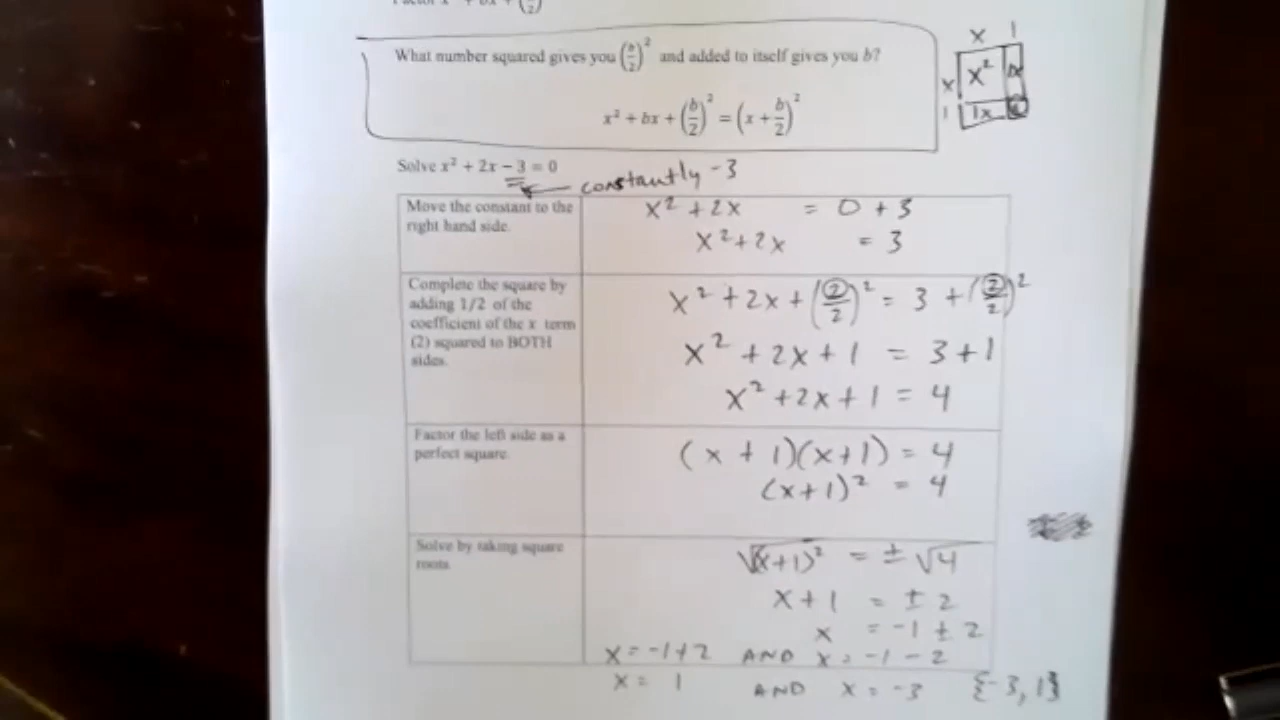 Factor x² + bx + (b/2)²
What number squared gives you (b/2)² and added to itself gives you b?
x² + bx + (b/2)² = (x + b/2)²
x 1
x x² 1x
1 1x
Solve x² + 2x − 3 = 0
constantly -3
Move the constant to the
right hand side.
x² + 2x = 0 + 3
x² + 2x = 3
Complete the square by
adding 1/2 of the
coefficient of the x term
(2) squared to BOTH
sides.
x² + 2x + (2/2)² = 3 + (2/2)²
x² + 2x + 1 = 3 + 1
x² + 2x + 1 = 4
Factor the left side as a
perfect square.
(x + 1)(x + 1) = 4
(x + 1)² = 4
Solve by taking square
roots
√(x + 1)² = ± √4
x + 1 = ± 2
x = -1 ± 2
x = -1 + 2 AND x = -1 - 2
x = 1 AND x = -3 {-3, 1}